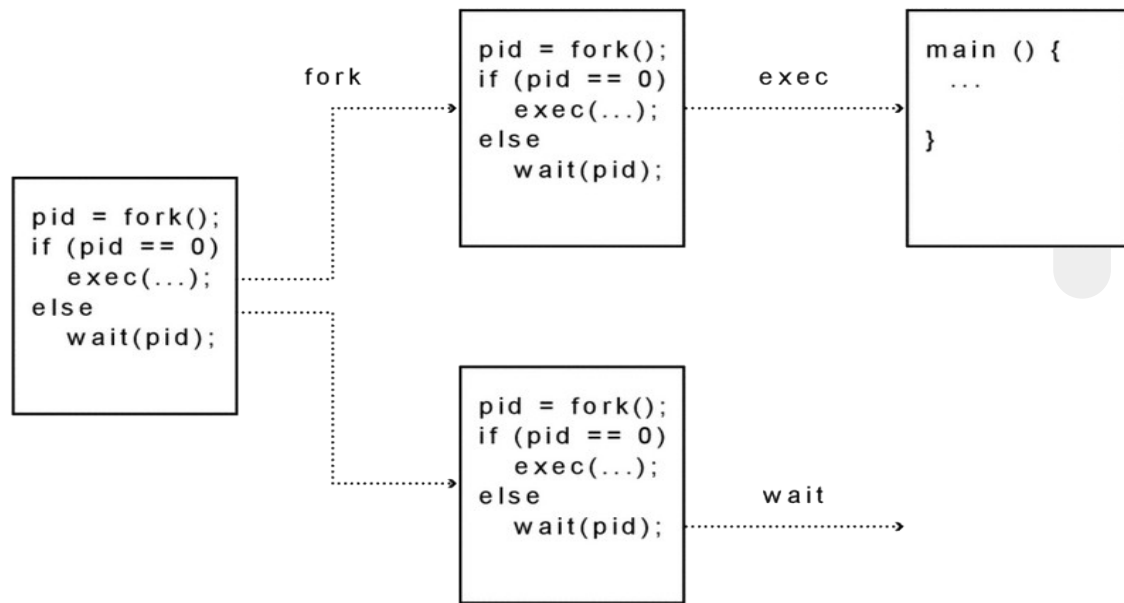 fork
pid = fork();
if (pid == 0)
exec(...);
else
wait(pid);
exec
main () {
...
}
pid = fork();
if (pid == 0)
exec(...);
else
wait(pid);
pid = fork();
if (pid == 0)
exec(...);
else
wait(pid);
wait